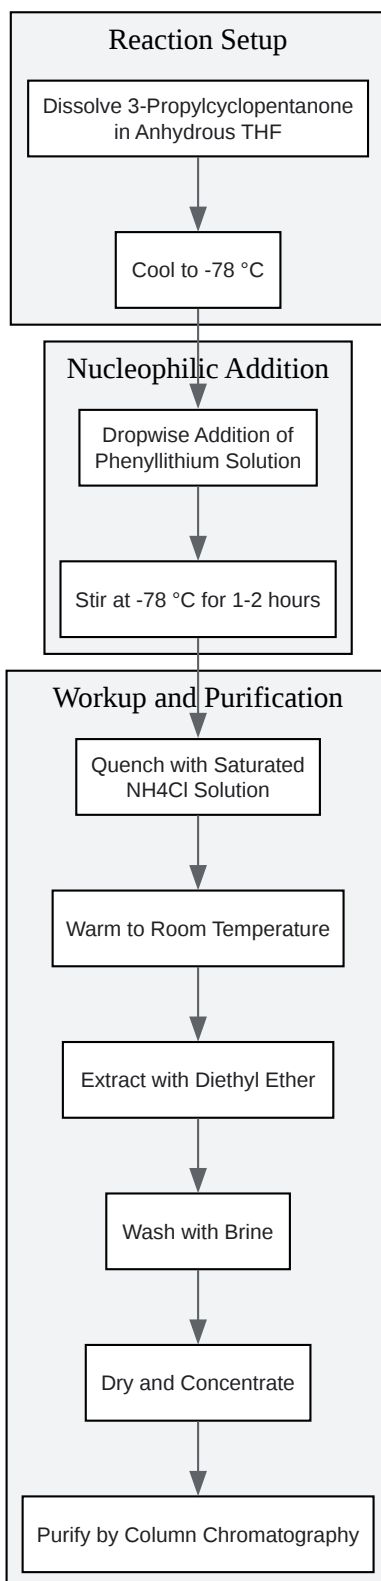 Reaction Setup
Dissolve 3-Propylcyclopentanone
in Anhydrous THF
Cool to -78 °C
Nucleophilic Addition
Dropwise Addition of
Phenyllithium Solution
Stir at -78 °C for 1-2 hours
Workup and Purification
Quench with Saturated
NH4Cl Solution
Warm to Room Temperature
Extract with Diethyl Ether
Wash with Brine
Dry and Concentrate
Purify by Column Chromatography